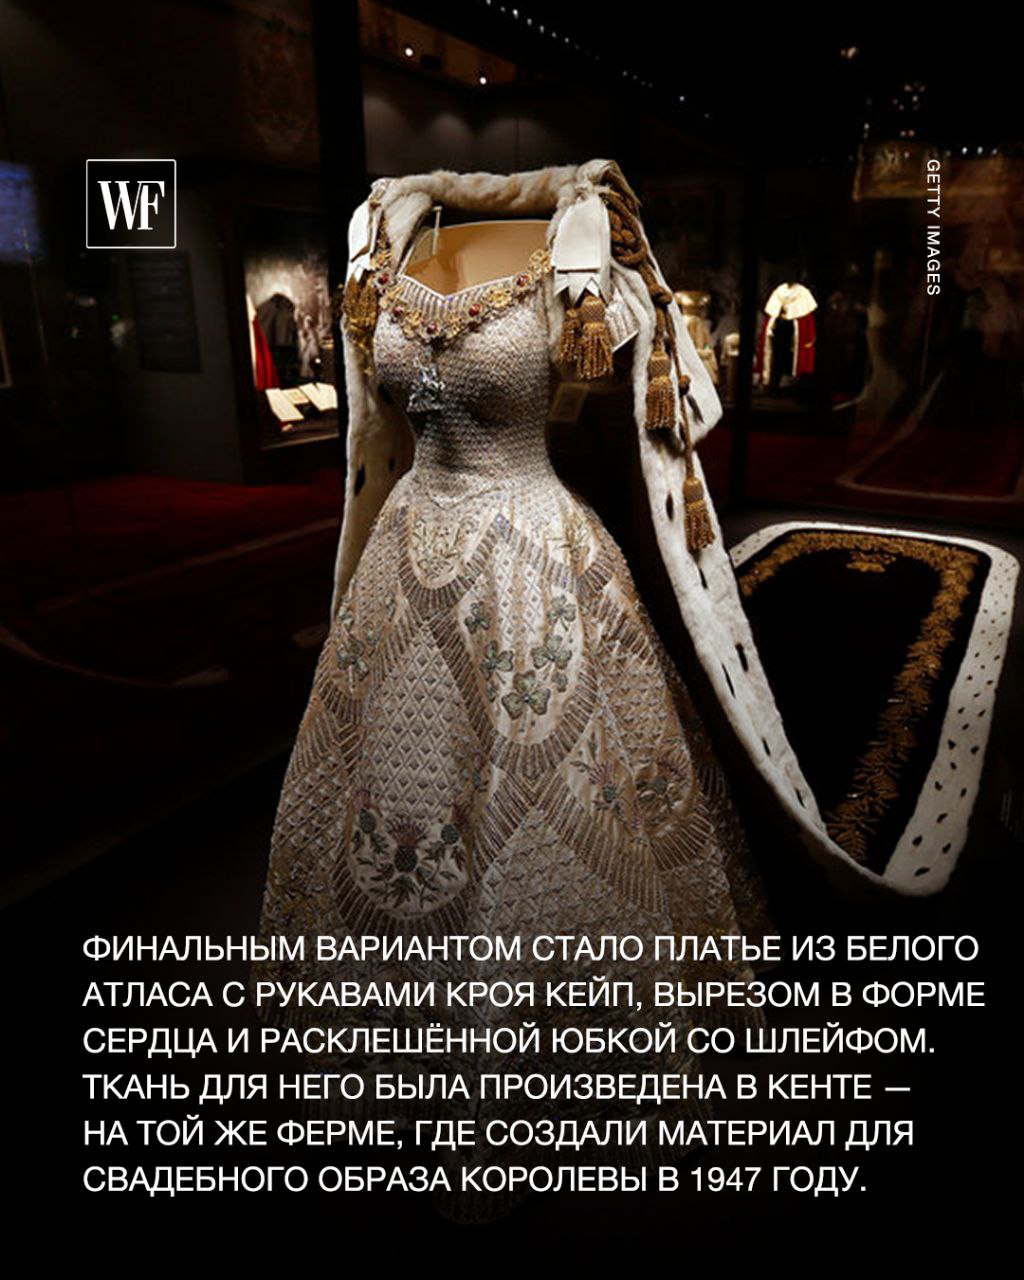 WF
GETTY IMAGES
ФИНАЛЬНЫМ ВАРИАНТОМ СТАЛО ПЛАТЬЕ ИЗ БЕЛОГО
АТЛАСА С РУКАВАМИ КРОЯ КЕЙП, ВЫРЕЗОМ В ФОРМЕ
СЕРДЦА И РАСКЛЕШЁННОЙ ЮБКОЙ СО ШЛЕЙФОМ.
ТКАНЬ ДЛЯ НЕГО БЫЛА ПРОИЗВЕДЕНА В КЕНТЕ —
НА ТОЙ ЖЕ ФЕРМЕ, ГДЕ СОЗДАЛИ МАТЕРИАЛ ДЛЯ
СВАДЕБНОГО ОБРАЗА КОРОЛЕВЫ В 1947 ГОДУ.